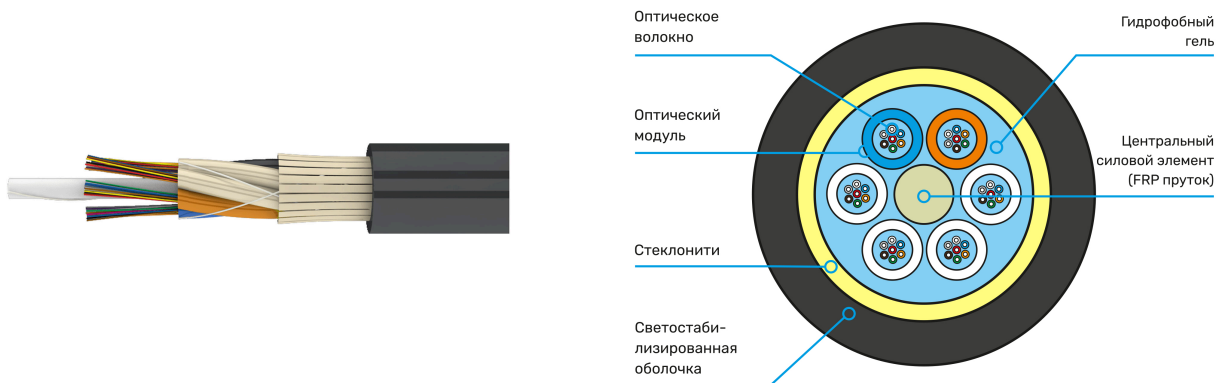 Оптическое
волокно
Гидрофобный
гель
Оптический
модуль
Центральный
силовой элемент
(FRP пруток)
Стеклонити
Светостаби-
лизированная
оболочка